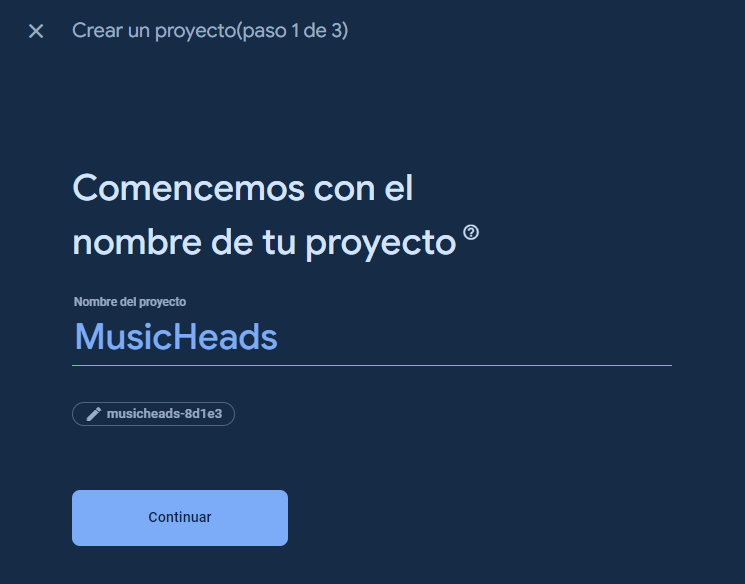 Crear un proyecto(paso 1 de 3)
Comencemos con el
nombre de tu proyecto
Nombre del proyecto
MusicHeads
musicheads-8d1e3
Continuar